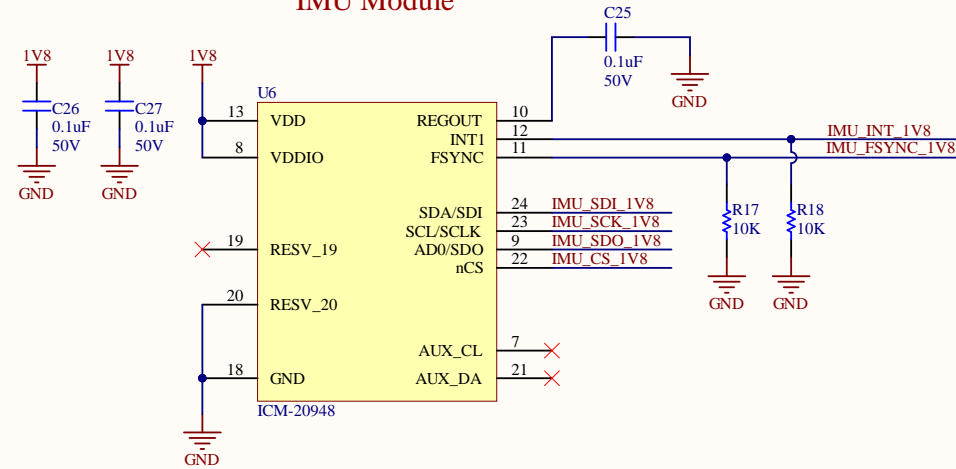 IMU Module
C25
0.1uF
50V
GND
1V8
1V8
1V8
C26
0.1uF
50V
GND
C27
0.1uF
50V
GND
U6
13
VDD
8
VDDIO
19
RESV_19
20
RESV_20
18
GND
ICM-20948
GND
REGOUT
10
INT1
12
FSYNC
11
SDA/SDI
24
IMU_SDI_1V8
SCL/SCLK
23
IMU_SCK_1V8
AD0/SDO
9
IMU_SDO_1V8
nCS
22
IMU_CS_1V8
AUX_CL
7
AUX_DA
21
IMU_INT_1V8
IMU_FSYNC_1V8
R17
10K
GND
R18
10K
GND